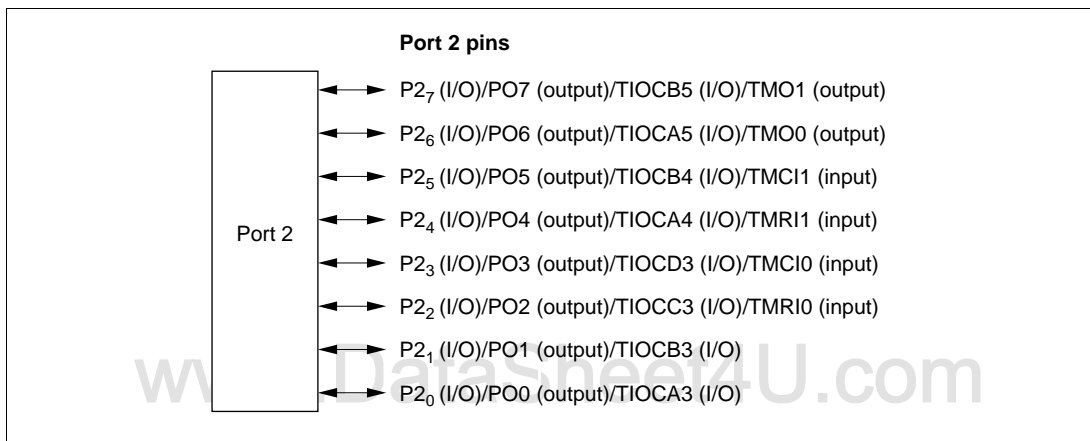 Port 2 pins
P2₇ (I/O)/PO7 (output)/TIOCB5 (I/O)/TMO1 (output)
P2₆ (I/O)/PO6 (output)/TIOCA5 (I/O)/TMO0 (output)
P2₅ (I/O)/PO5 (output)/TIOCB4 (I/O)/TMCI1 (input)
P2₄ (I/O)/PO4 (output)/TIOCA4 (I/O)/TMRI1 (input)
Port 2
P2₃ (I/O)/PO3 (output)/TIOCD3 (I/O)/TMCI0 (input)
P2₂ (I/O)/PO2 (output)/TIOCC3 (I/O)/TMRI0 (input)
P2₁ (I/O)/PO1 (output)/TIOCB3 (I/O)
P2₀ (I/O)/PO0 (output)/TIOCA3 (I/O)
www.DataSheet4U.com